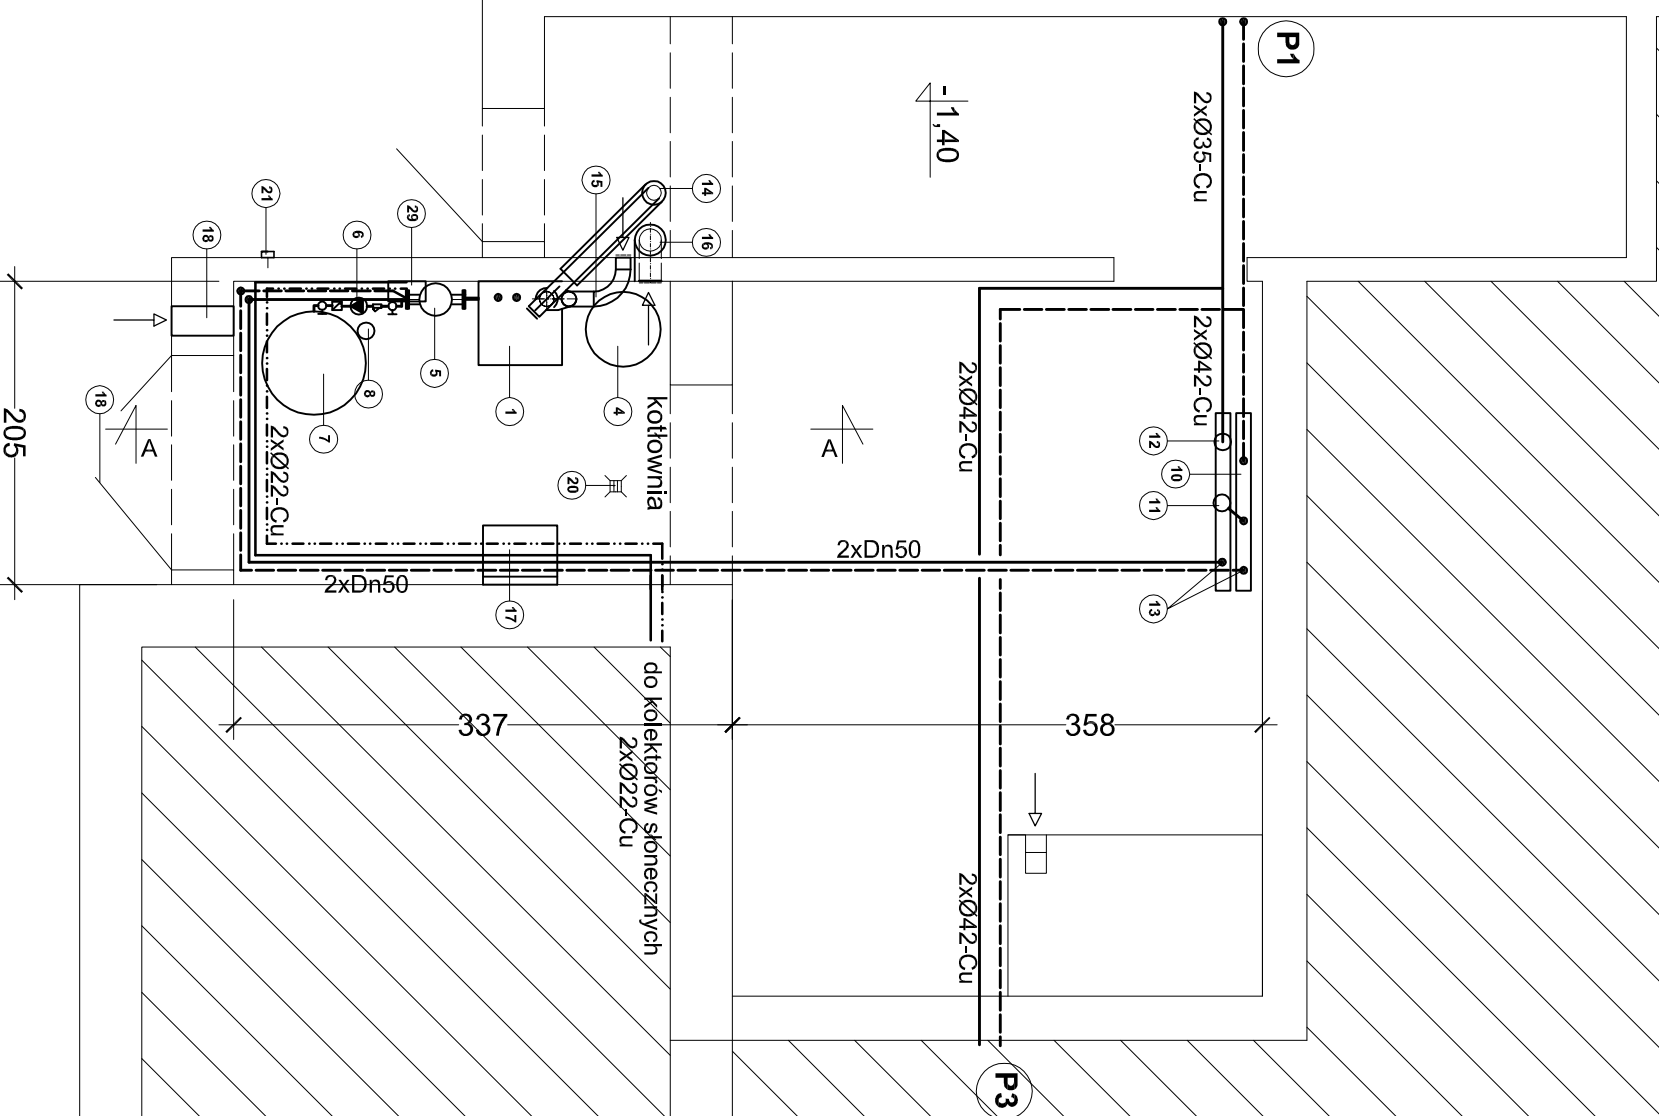 P1
2xØ35-Cu
-1,40
14
15
16
21
29
18
6
2xØ42-Cu
2xØ42-Cu
5
8
18
1
4
kotłownia
7
A
A
12
10
205
2xØ22-Cu
20
11
2xDn50
2xDn50
17
13
do kolektorów słonecznych
2xØ22-Cu
337
358
2xØ42-Cu
P3